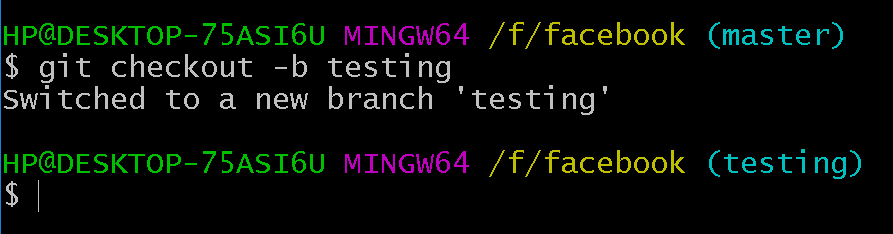 HP@DESKTOP-75ASI6U MINGW64 /f/facebook (master)
$ git checkout -b testing
Switched to a new branch 'testing'
HP@DESKTOP-75ASI6U MINGW64 /f/facebook (testing)
$